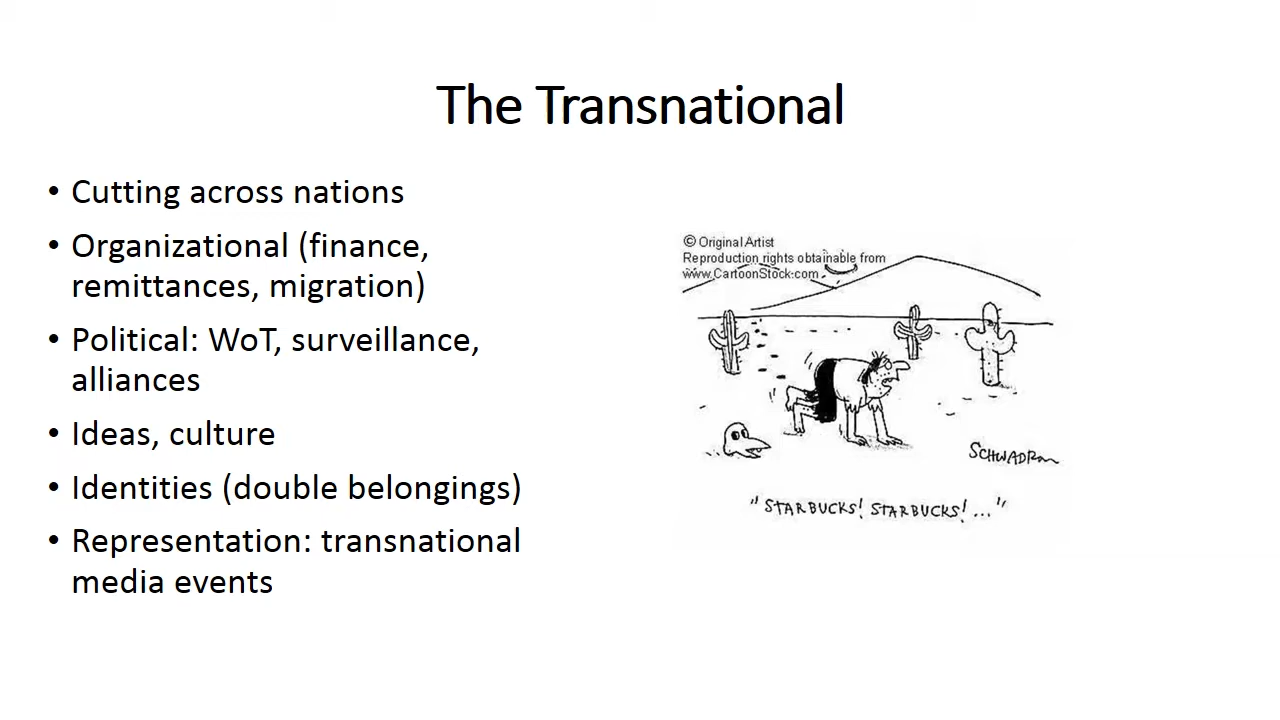 The Transnational
• Cutting across nations
• Organizational (finance,
remittances, migration)
• Political: WoT, surveillance,
alliances
• Ideas, culture
• Identities (double belongings)
• Representation: transnational
media events
© Original Artist
Reproduction rights obtainable from
www.CartoonStock.com
SCHWADRON
"STARBUCKS! STARBUCKS! ..."